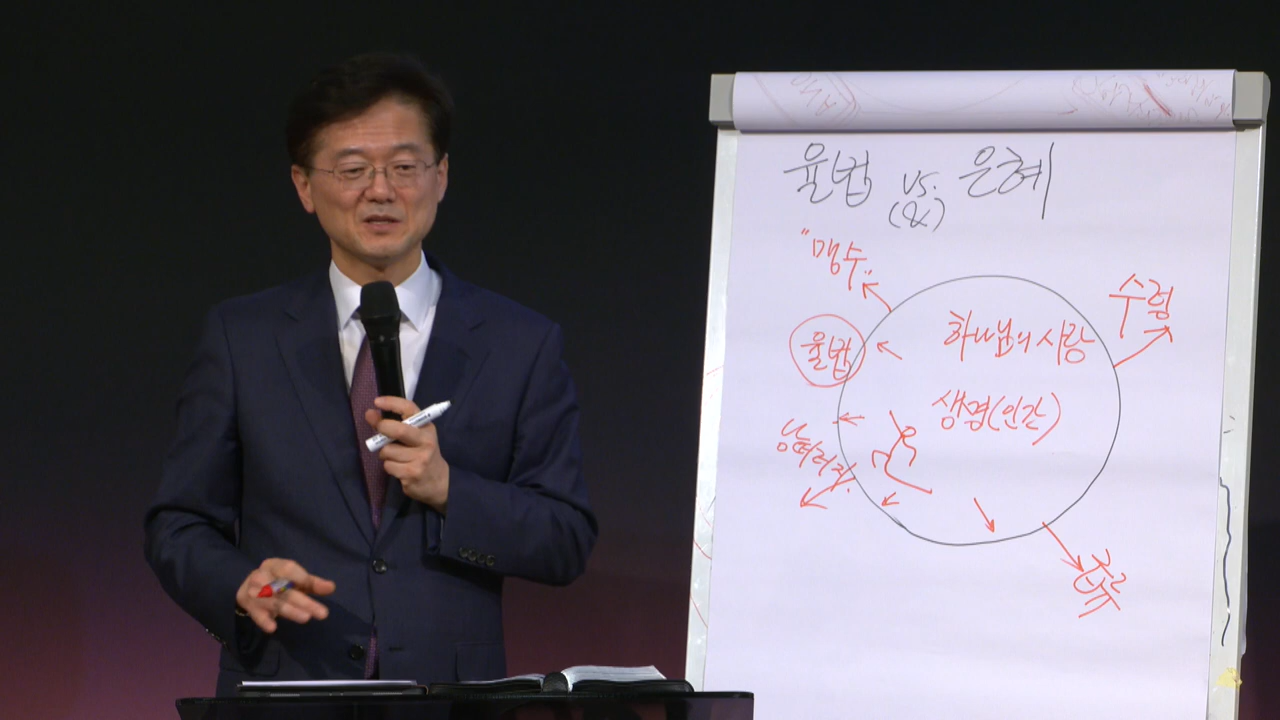 율법 vs. 은혜
(&)
"맹수"
수렁
율법
하나님의 사랑
생명(인간)
낭떠러지